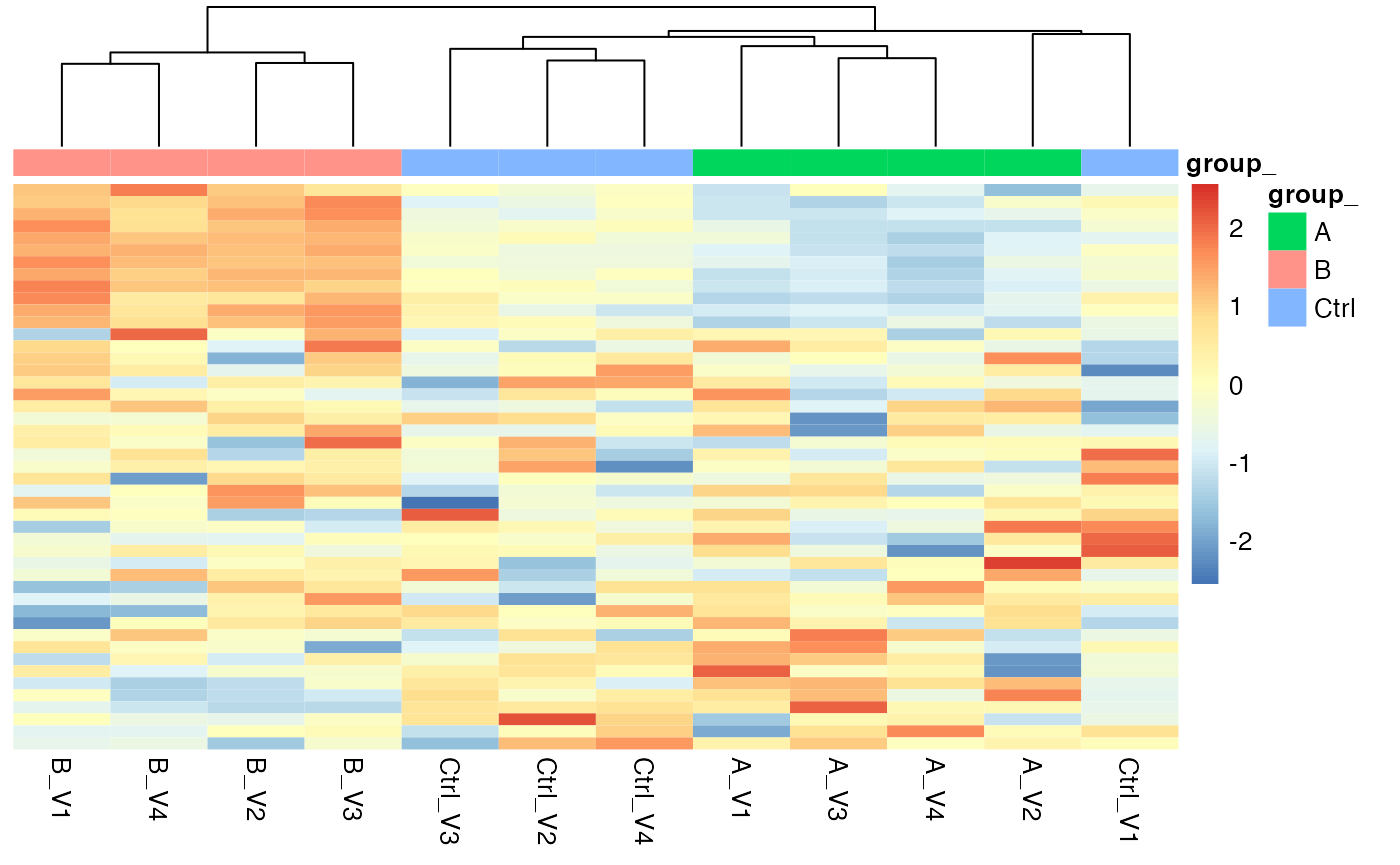 group_
2
1
0
-1
-2
group_
A
B
Ctrl
B_V1
B_V4
B_V2
B_V3
Ctrl_V3
Ctrl_V2
Ctrl_V4
A_V1
A_V3
A_V4
A_V2
Ctrl_V1